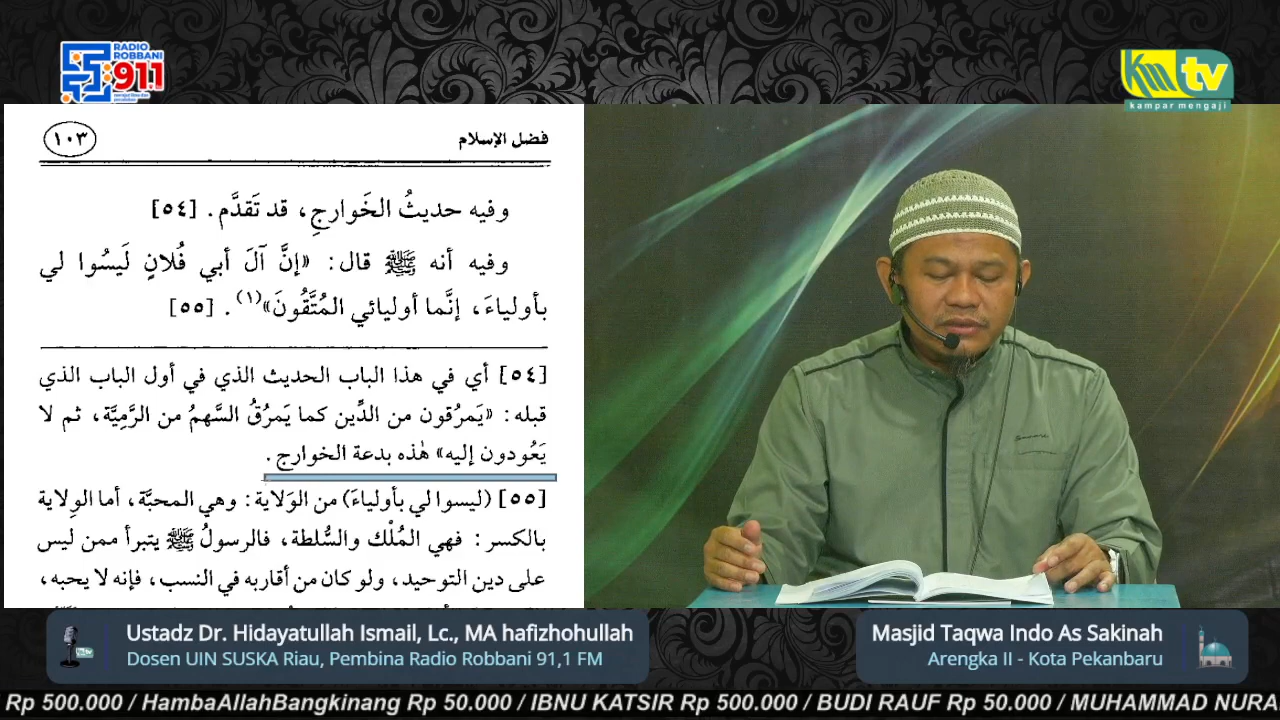 RADIO
ROBBANI
91.1
km tv
kampar mengaji
١٠٣
فضل الإسلام
وفيه حديثُ الخَوارجِ، قد تَقدَّم . [٥٤]
وفيه أنه ﷺ قال: «إنَّ آلَ أبي فُلانٍ لَيسُوا لي
بأولياءَ، إنَّما أوليائي المُتَّقُونَ»(١) . [٥٥]
[٥٤] أي في هذا الباب الحديث الذي في أول الباب الذي
قبله: «يَمرُقون من الدِّين كما يَمرُقُ السَّهمُ من الرَّمِيَّة، ثم لا
يَعُودون إليه» هٰذه بدعة الخوارج .
[٥٥] (ليسوا لي بأولياءَ) من الوَلاية: وهي المحبَّة، أما الوِلاية
بالكسر: فهي المُلْك والسُّلطة، فالرسولُ ﷺ يتبرأ ممن ليس
على دين التوحيد، ولو كان من أقاربه في النسب، فإنه لا يحبه،
Ustadz Dr. Hidayatullah Ismail, Lc., MA hafizhohullah
Dosen UIN SUSKA Riau, Pembina Radio Robbani 91,1 FM
Masjid Taqwa Indo As Sakinah
Arengka II - Kota Pekanbaru
Rp 500.000 / HambaAllahBangkinang Rp 50.000 / IBNU KATSIR Rp 500.000 / BUDI RAUF Rp 50.000 / MUHAMMAD NURA